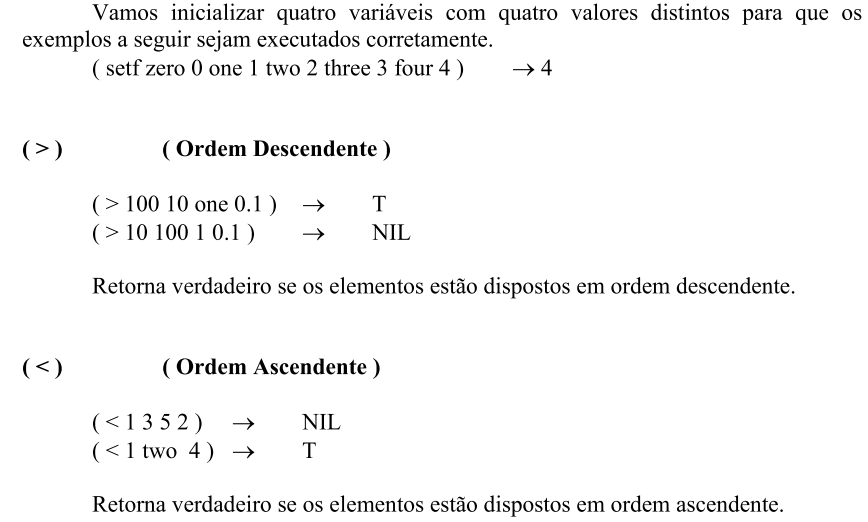 Vamos inicializar quatro variáveis com quatro valores distintos para que os
exemplos a seguir sejam executados corretamente.
( setf zero 0 one 1 two 2 three 3 four 4 ) → 4
( > ) ( Ordem Descendente )
( > 100 10 one 0.1 ) → T
( > 10 100 1 0.1 ) → NIL
Retorna verdadeiro se os elementos estão dispostos em ordem descendente.
( < ) ( Ordem Ascendente )
( < 1 3 5 2 ) → NIL
( < 1 two 4 ) → T
Retorna verdadeiro se os elementos estão dispostos em ordem ascendente.